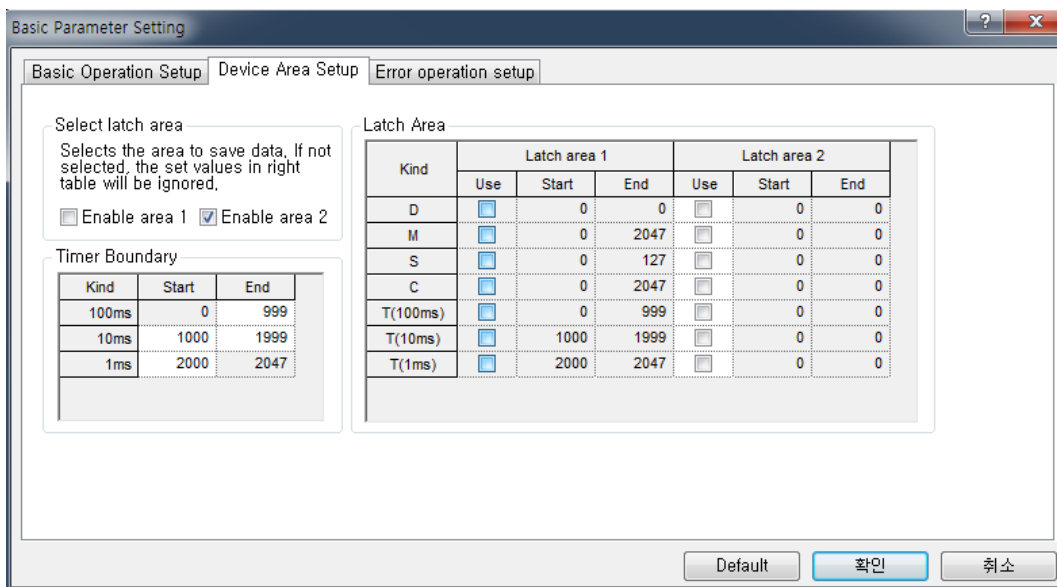 Basic Parameter Setting
Basic Operation Setup Device Area Setup Error operation setup
Select latch area
Selects the area to save data, If not
selected, the set values in right
table will be ignored,
Enable area 1 Enable area 2
Timer Boundary
Kind Start End
100ms 0 999
10ms 1000 1999
1ms 2000 2047
Latch Area
Kind Latch area 1 Latch area 2
Use Start End Use Start End
D 0 0 0 0
M 0 2047 0 0
S 0 127 0 0
C 0 2047 0 0
T(100ms) 0 999 0 0
T(10ms) 1000 1999 0 0
T(1ms) 2000 2047 0 0
Default 확인 취소